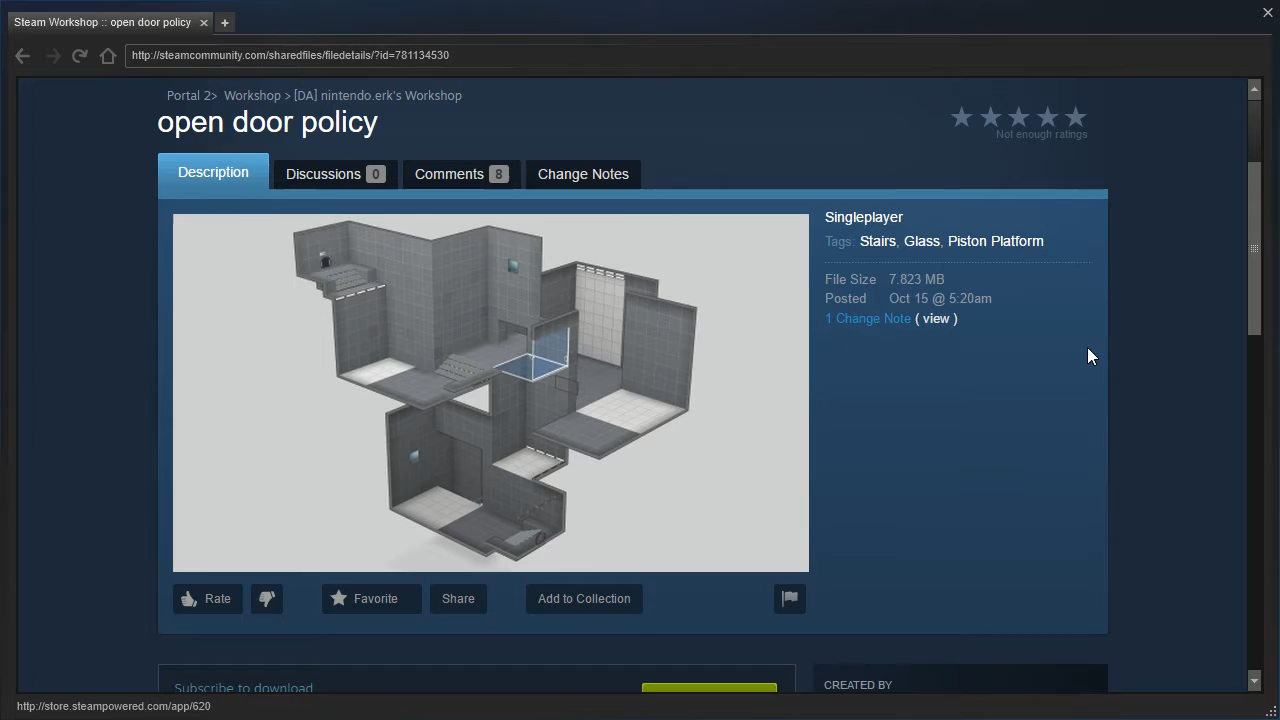 Steam Workshop :: open door policy
http://steamcommunity.com/sharedfiles/filedetails/?id=781134530
Portal 2> Workshop > [DA] nintendo.erk's Workshop
open door policy
Not enough ratings
Description
Discussions 0
Comments 8
Change Notes
Singleplayer
Tags: Stairs, Glass, Piston Platform
File Size 7.823 MB
Posted Oct 15 @ 5:20am
1 Change Note ( view )
Rate
Favorite
Share
Add to Collection
Subscribe to download
CREATED BY
http://store.steampowered.com/app/620